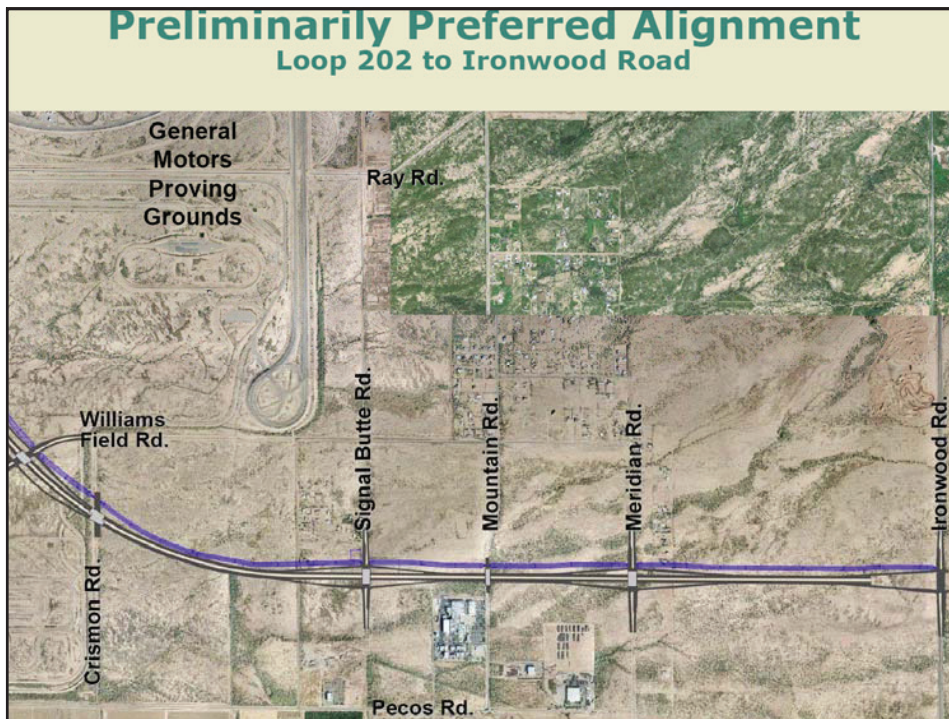 Preliminarily Preferred Alignment
Loop 202 to Ironwood Road
General
Motors
Proving
Grounds
Ray Rd.
Williams
Field Rd.
Signal Butte Rd.
Mountain Rd.
Meridian Rd.
Ironwood Rd.
Crismon Rd.
Pecos Rd.